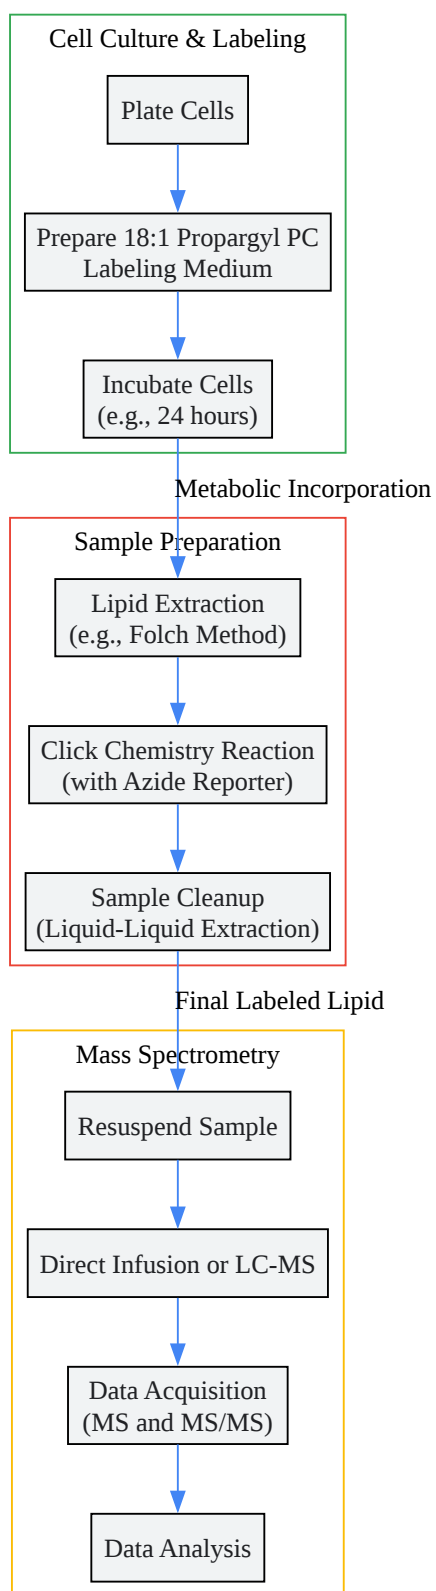 Cell Culture & Labeling
Plate Cells
Prepare 18:1 Propargyl PC
Labeling Medium
Incubate Cells
(e.g., 24 hours)
Metabolic Incorporation
Sample Preparation
Lipid Extraction
(e.g., Folch Method)
Click Chemistry Reaction
(with Azide Reporter)
Sample Cleanup
(Liquid-Liquid Extraction)
Final Labeled Lipid
Mass Spectrometry
Resuspend Sample
Direct Infusion or LC-MS
Data Acquisition
(MS and MS/MS)
Data Analysis